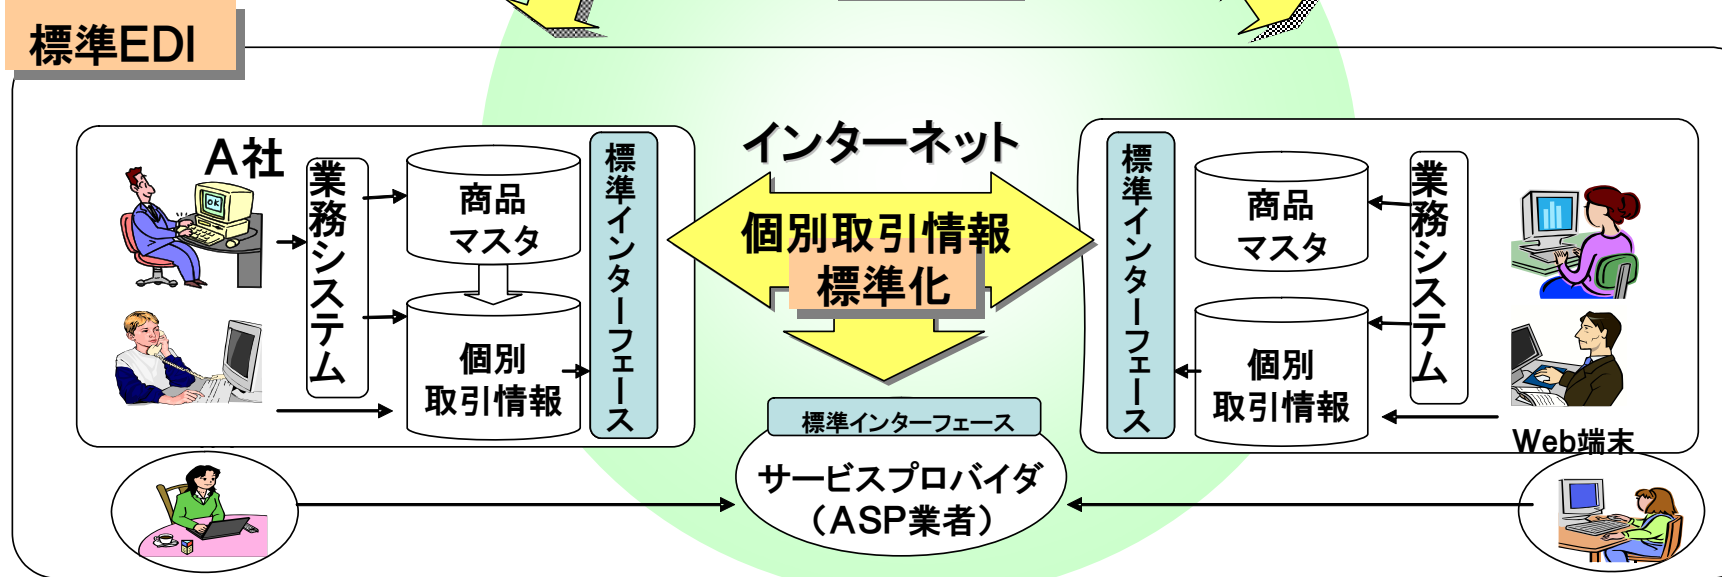 標準EDI
A社
業務システム
商品
マスタ
個別
取引情報
標準インターフェース
インターネット
個別取引情報
標準化
標準インターフェース
サービスプロバイダ
（ASP業者）
標準インターフェース
商品
マスタ
個別
取引情報
業務システム
Web端末
OK